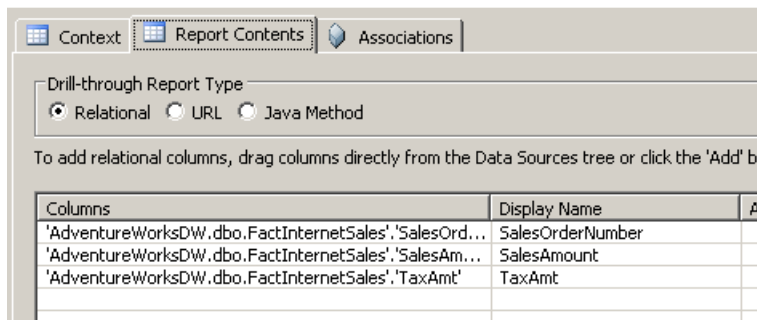 Context Report Contents Associations
Drill-through Report Type
Relational URL Java Method
To add relational columns, drag columns directly from the Data Sources tree or click the 'Add' b
Columns Display Name A
'AdventureWorksDW.dbo.FactInternetSales'.'SalesOrd... SalesOrderNumber
'AdventureWorksDW.dbo.FactInternetSales'.'SalesAm... SalesAmount
'AdventureWorksDW.dbo.FactInternetSales'.'TaxAmt' TaxAmt